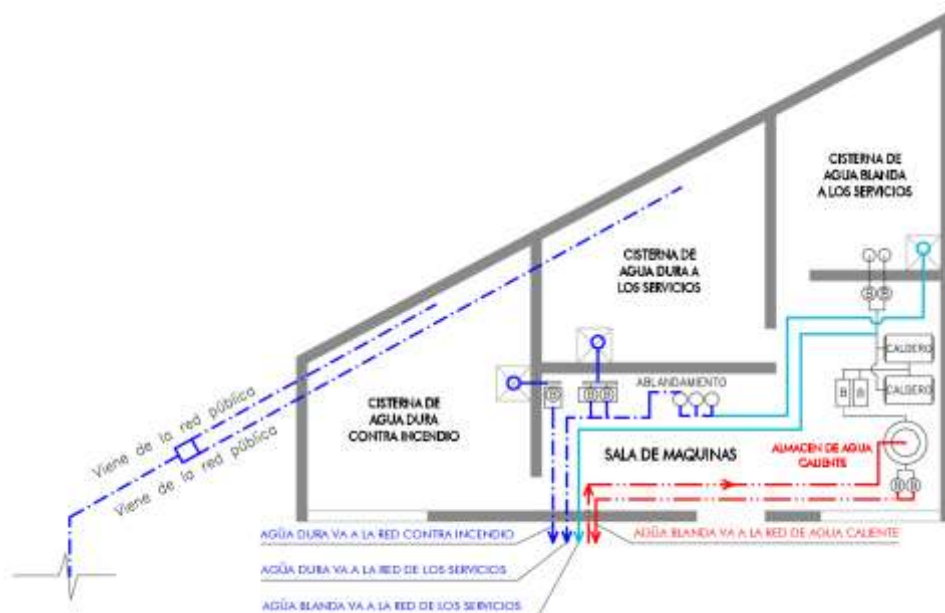 CISTERNA DE
AGUA BLANDA
A LOS SERVICIOS
CISTERNA DE
AGUA DURA A
LOS SERVICIOS
B B
CALDERO
CALDERO
B B
ABLANDAMIENTO
Viene de la red pública
Viene de la red pública
CISTERNA DE
AGUA DURA
CONTRA INCENDIO
B
B B
SALA DE MAQUINAS
ALMACEN DE AGUA
CALIENTE
B B
AGÜA DURA VA A LA RED CONTRA INCENDIO
AGÜA BLANDA VA A LA RED DE AGUA CALIENTE
AGÜA DURA VA A LA RED DE LOS SERVICIOS
AGÜA BLANDA VA A LA RED DE LOS SERVICIOS